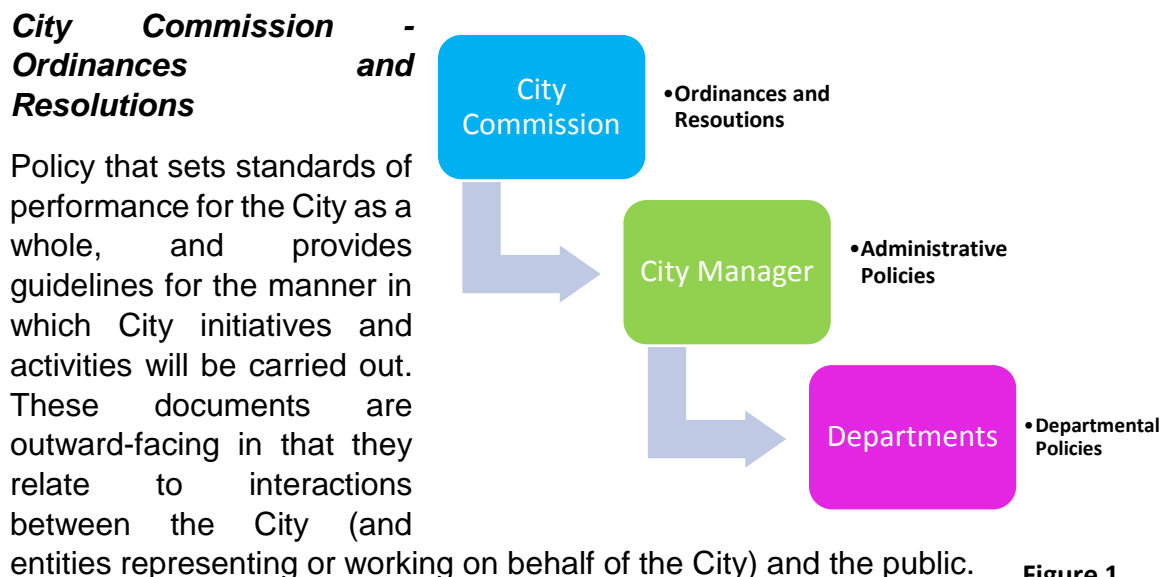 City Commission -
Ordinances and
Resolutions
Policy that sets standards of
performance for the City as a
whole, and provides
guidelines for the manner in
which City initiatives and
activities will be carried out.
These documents are
outward-facing in that they
relate to interactions
between the City (and
entities representing or working on behalf of the City) and the public.
City
Commission
•Ordinances and
Resoutions
City Manager
•Administrative
Policies
Departments
•Departmental
Policies
Figure 1